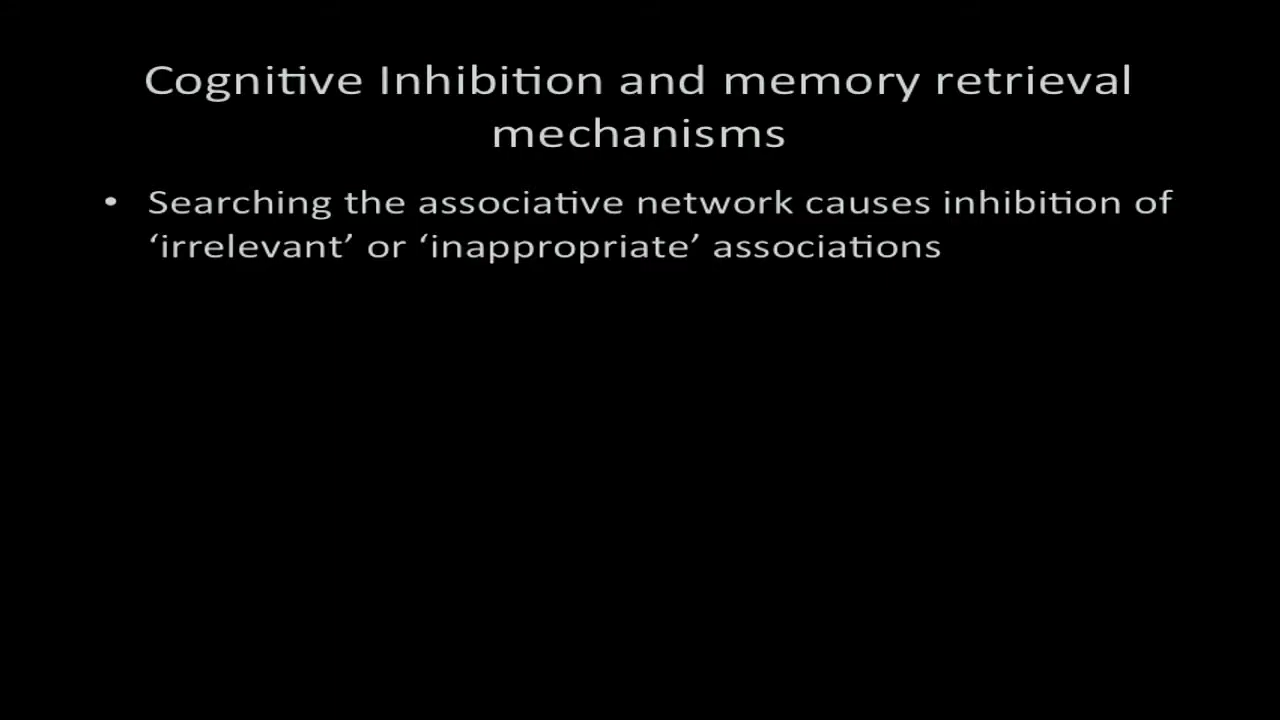 Cognitive Inhibition and memory retrieval
mechanisms
• Searching the associative network causes inhibition of
‘irrelevant’ or ‘inappropriate’ associations